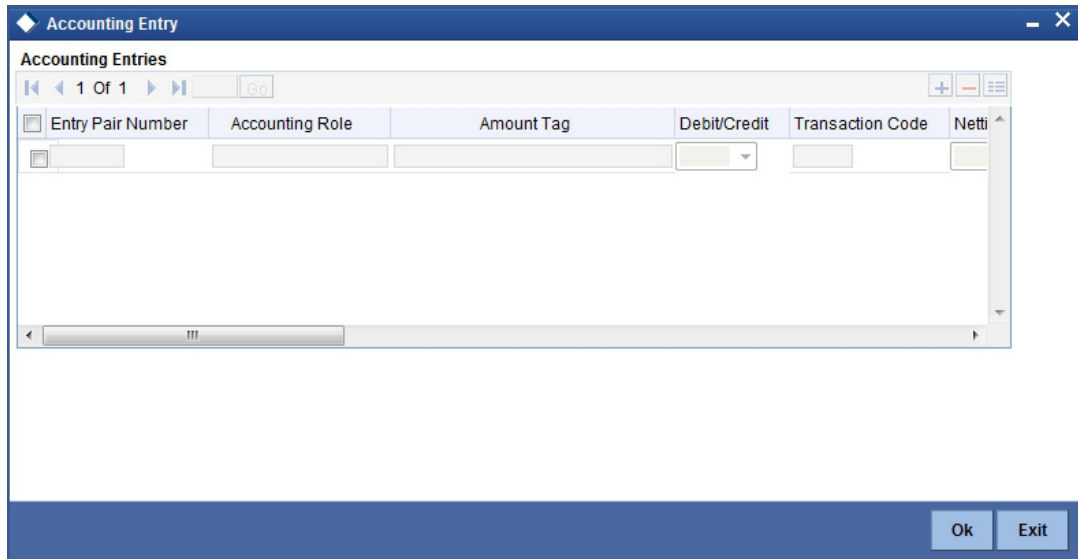 Accounting Entry
Accounting Entries
1 Of 1 Go
Entry Pair Number Accounting Role Amount Tag Debit/Credit Transaction Code Netti
Ok Exit